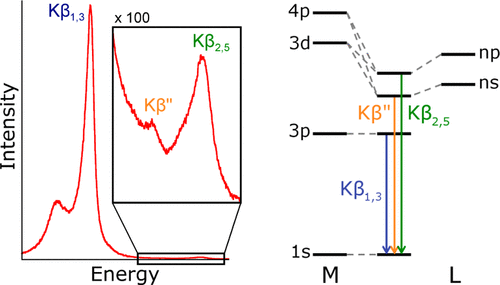 x 100
Kβ1,3
Kβ"
Kβ2,5
Intensity
Energy
4p
3d
3p
1s
np
ns
Kβ"
Kβ2,5
Kβ1,3
M
L